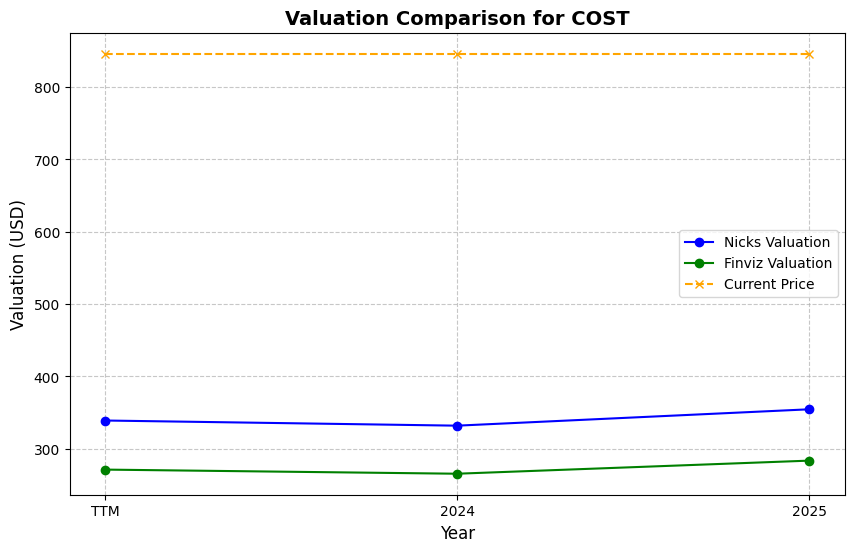 Valuation Comparison for COST
Valuation (USD)
800
700
600
500
400
300
Nicks Valuation
Finviz Valuation
Current Price
TTM 2024 2025
Year